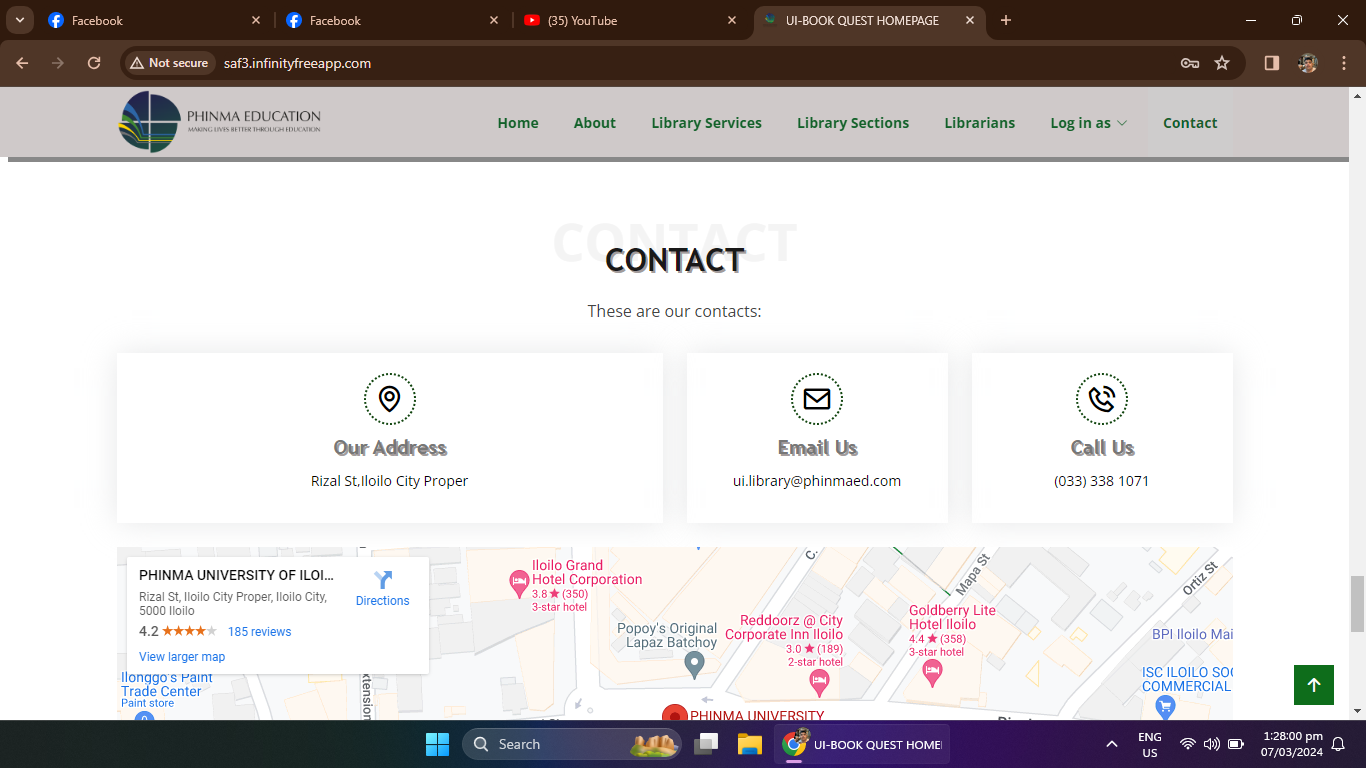 Facebook
Facebook
(35) YouTube
UI-BOOK QUEST HOMEPAGE
Not secure
saf3.infinityfreeapp.com
PHINMA EDUCATION
MAKING LIVES BETTER THROUGH EDUCATION
Home
About
Library Services
Library Sections
Librarians
Log in as
Contact
CONTACT
CONTACT
These are our contacts:
Our Address
Rizal St,Iloilo City Proper
Email Us
ui.library@phinmaed.com
Call Us
(033) 338 1071
PHINMA UNIVERSITY OF ILOI...
Rizal St, Iloilo City Proper, Iloilo City,
5000 Iloilo
4.2
185 reviews
View larger map
Directions
Iloilo Grand
Hotel Corporation
3.8★(350)
3-star hotel
Popoy's Original
Lapaz Batchoy
Reddoorz @ City
Corporate Inn Iloilo
3.0★(189)
2-star hotel
Goldberry Lite
Hotel Iloilo
4.4★(358)
3-star hotel
Mapa St
Ortiz St
BPI Iloilo Mai
ISC ILOILO SOC
COMMERCIAL
Ilonggo's Paint
Trade Center
Paint store
PHINMA UNIVERSITY
Search
UI-BOOK QUEST HOME
ENG
US
1:28:00 pm
07/03/2024